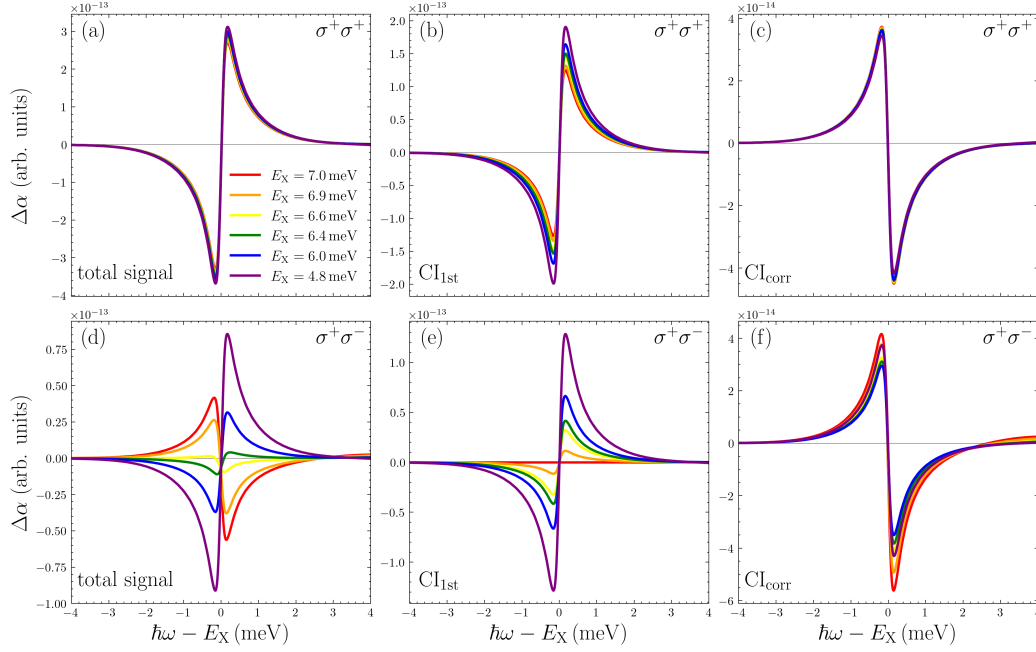 ×10⁻¹³
×10⁻¹³
×10⁻¹⁴
(a) σ⁺σ⁺
(b) σ⁺σ⁺
(c) σ⁺σ⁺
3
2
1
0
−1
−2
−3
−4
Δα (arb. units)
E_X = 7.0 meV
E_X = 6.9 meV
E_X = 6.6 meV
E_X = 6.4 meV
E_X = 6.0 meV
E_X = 4.8 meV
total signal
2.0
1.5
1.0
0.5
0.0
−0.5
−1.0
−1.5
−2.0
CI_1st
4
2
0
−2
−4
CI_corr
×10⁻¹³
×10⁻¹³
×10⁻¹⁴
(d) σ⁺σ⁻
(e) σ⁺σ⁻
(f) σ⁺σ⁻
0.75
0.50
0.25
0.00
−0.25
−0.50
−0.75
−1.00
Δα (arb. units)
total signal
1.0
0.5
0.0
−0.5
−1.0
CI_1st
4
2
0
−2
−4
−6
CI_corr
−4 −3 −2 −1 0 1 2 3 4
−4 −3 −2 −1 0 1 2 3 4
−4 −3 −2 −1 0 1 2 3 4
ħω − E_X (meV)
ħω − E_X (meV)
ħω − E_X (meV)